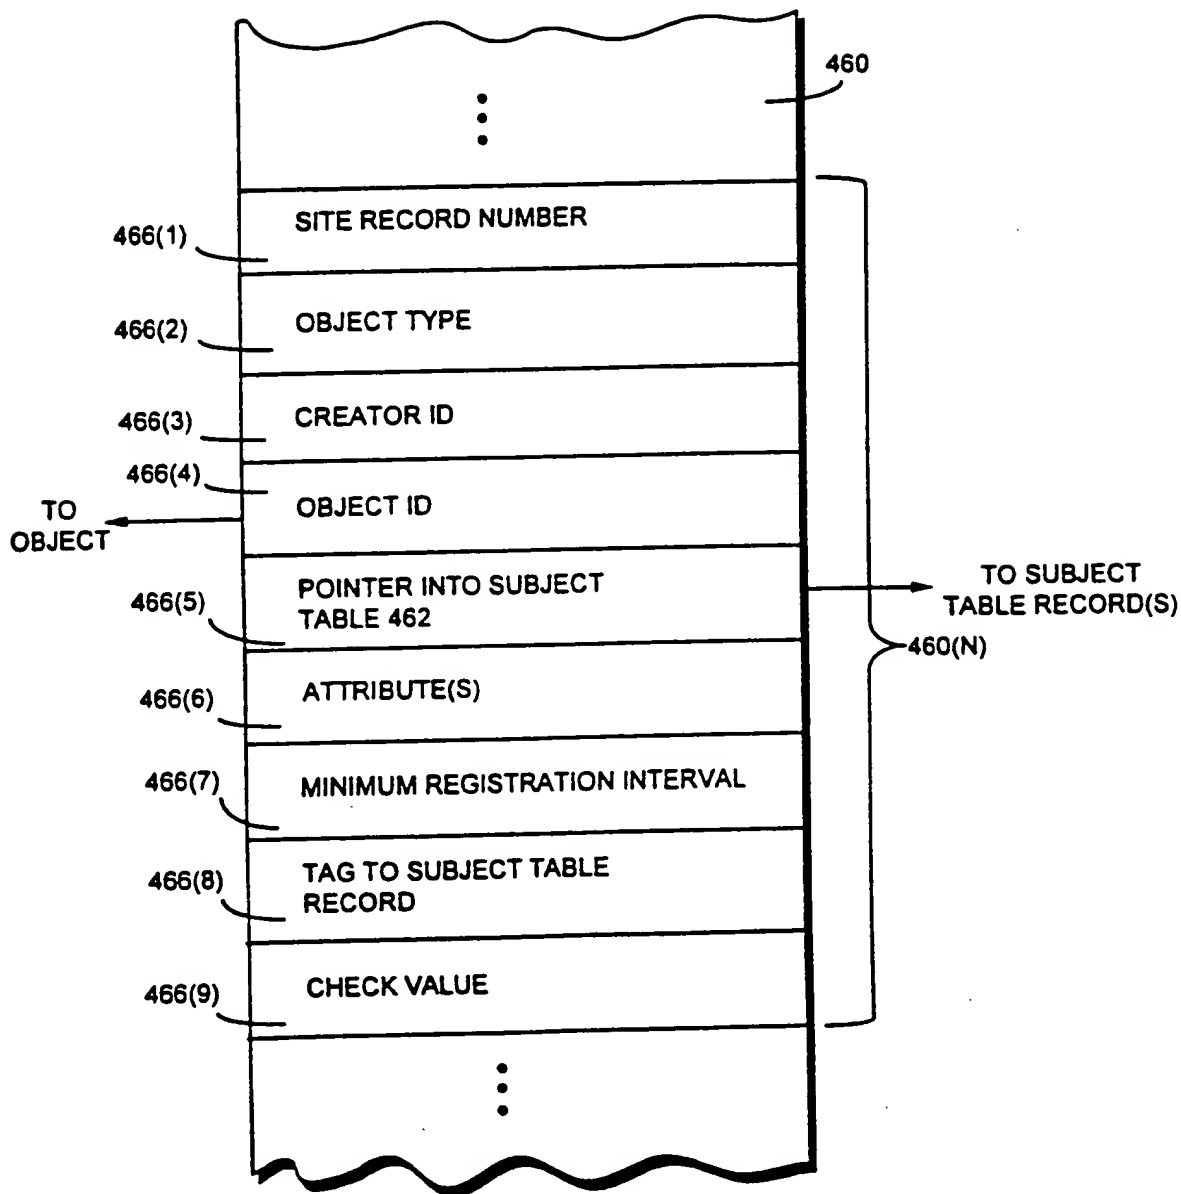 460
SITE RECORD NUMBER
466(1)
OBJECT TYPE
466(2)
CREATOR ID
466(3)
466(4)
OBJECT ID
TO
OBJECT
POINTER INTO SUBJECT
TABLE 462
466(5)
TO SUBJECT
TABLE RECORD(S)
460(N)
ATTRIBUTE(S)
466(6)
MINIMUM REGISTRATION INTERVAL
466(7)
TAG TO SUBJECT TABLE
RECORD
466(8)
CHECK VALUE
466(9)